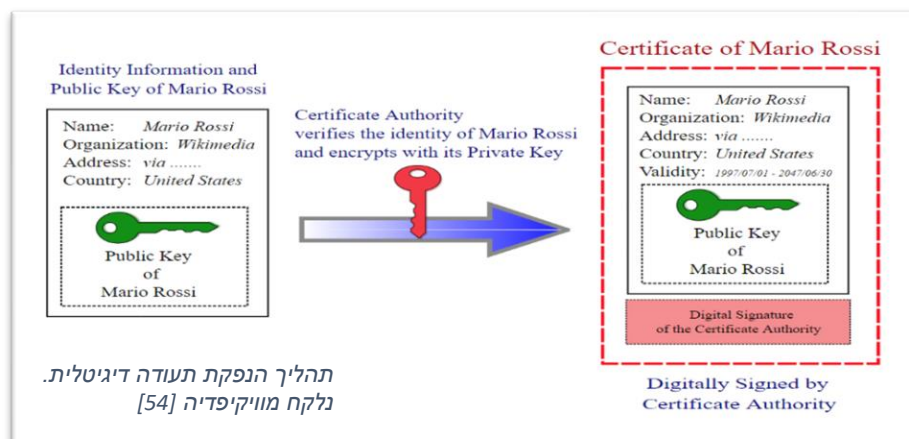 Identity Information and
Public Key of Mario Rossi
Name: Mario Rossi
Organization: Wikimedia
Address: via .......
Country: United States
Public Key
of
Mario Rossi
Certificate Authority
verifies the identity of Mario Rossi
and encrypts with its Private Key
Certificate of Mario Rossi
Name: Mario Rossi
Organization: Wikimedia
Address: via .......
Country: United States
Validity: 1997/07/01 - 2047/06/30
Public Key
of
Mario Rossi
Digital Signature
of the Certificate Authority
Digitally Signed by
Certificate Authority
תהליך הנפקת תעודה דיגיטלית.
נלקח מוויקיפדיה [54]